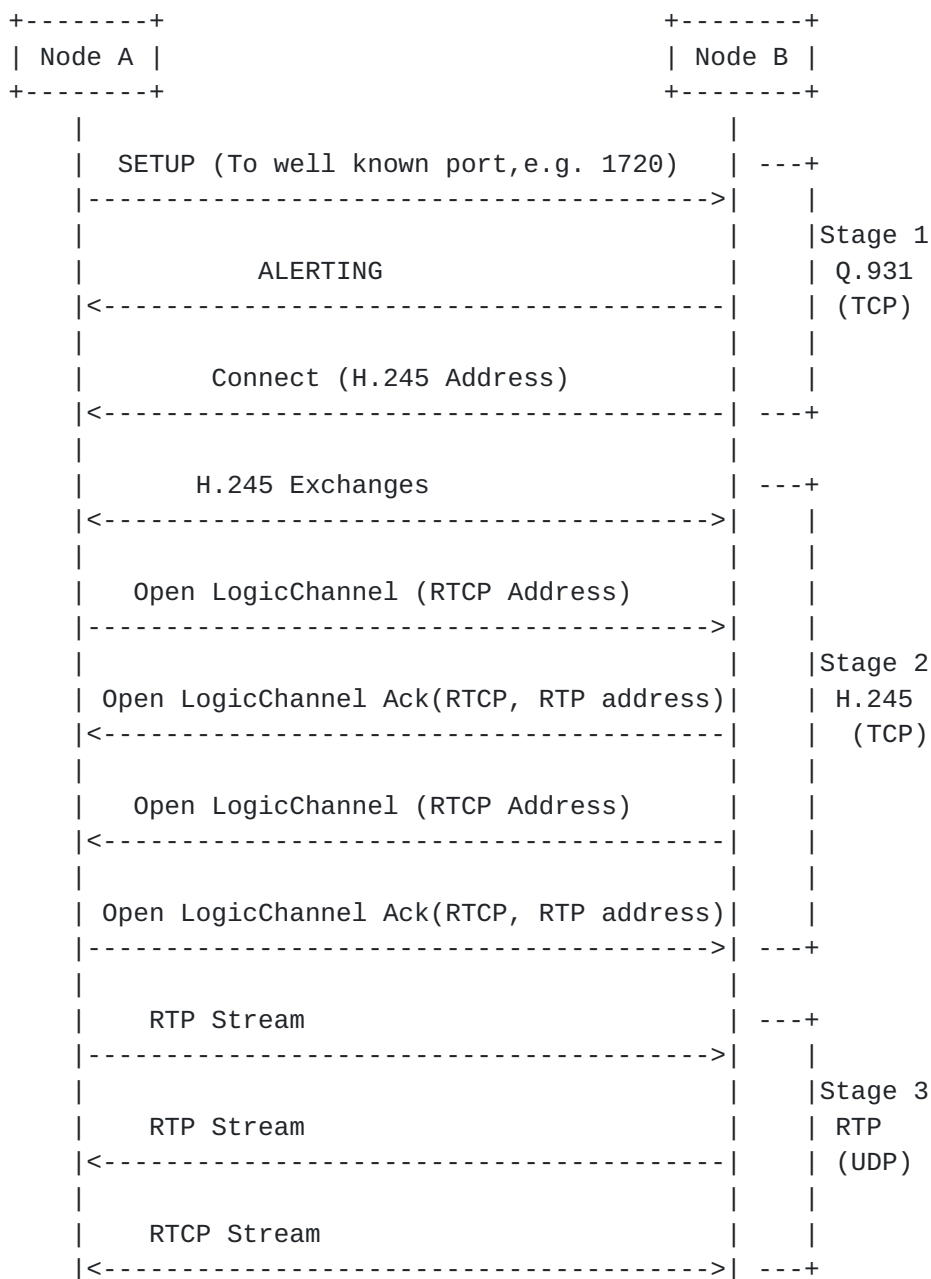 Node A Node B
SETUP (To well known port,e.g. 1720)
Stage 1
ALERTING Q.931
(TCP)
Connect (H.245 Address)
H.245 Exchanges
Open LogicChannel (RTCP Address)
Stage 2
Open LogicChannel Ack(RTCP, RTP address) H.245
(TCP)
Open LogicChannel (RTCP Address)
Open LogicChannel Ack(RTCP, RTP address)
RTP Stream
Stage 3
RTP Stream RTP
(UDP)
RTCP Stream